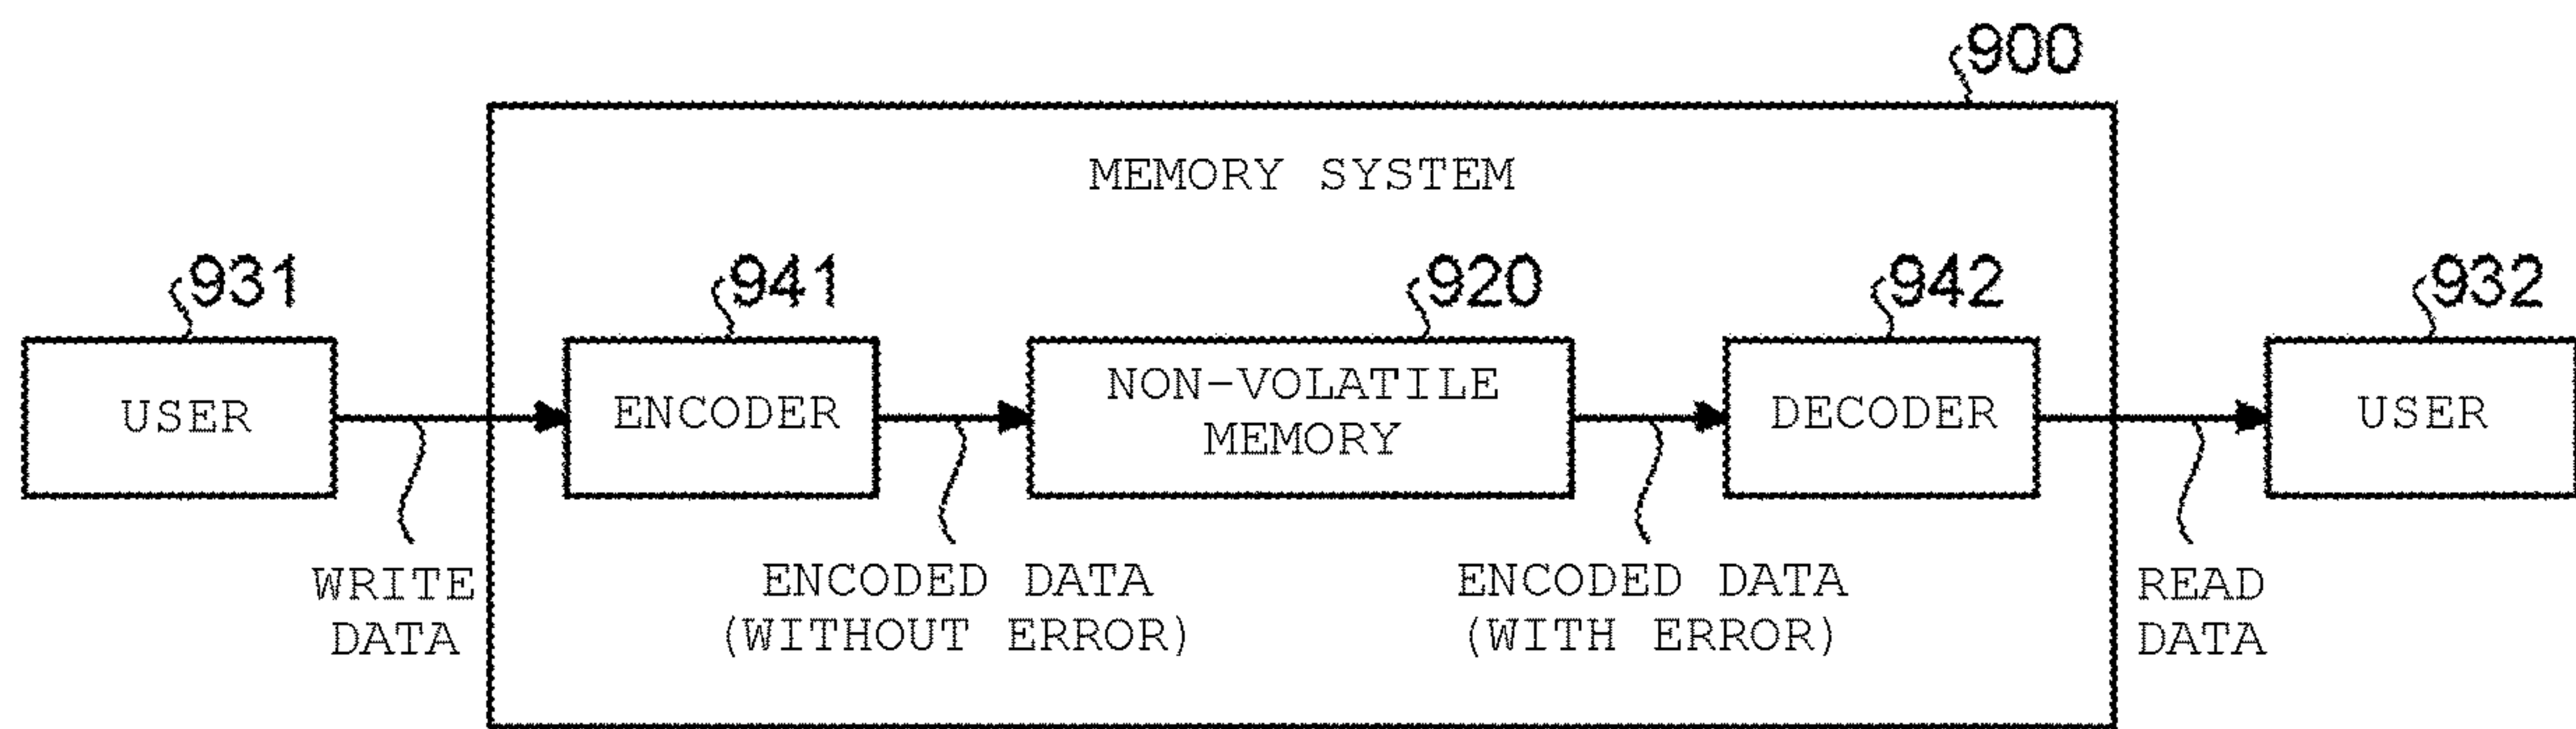 900
MEMORY SYSTEM
931
941
920
942
932
USER
ENCODER
NON-VOLATILE
MEMORY
DECODER
USER
WRITE
DATA
ENCODED DATA
(WITHOUT ERROR)
ENCODED DATA
(WITH ERROR)
READ
DATA